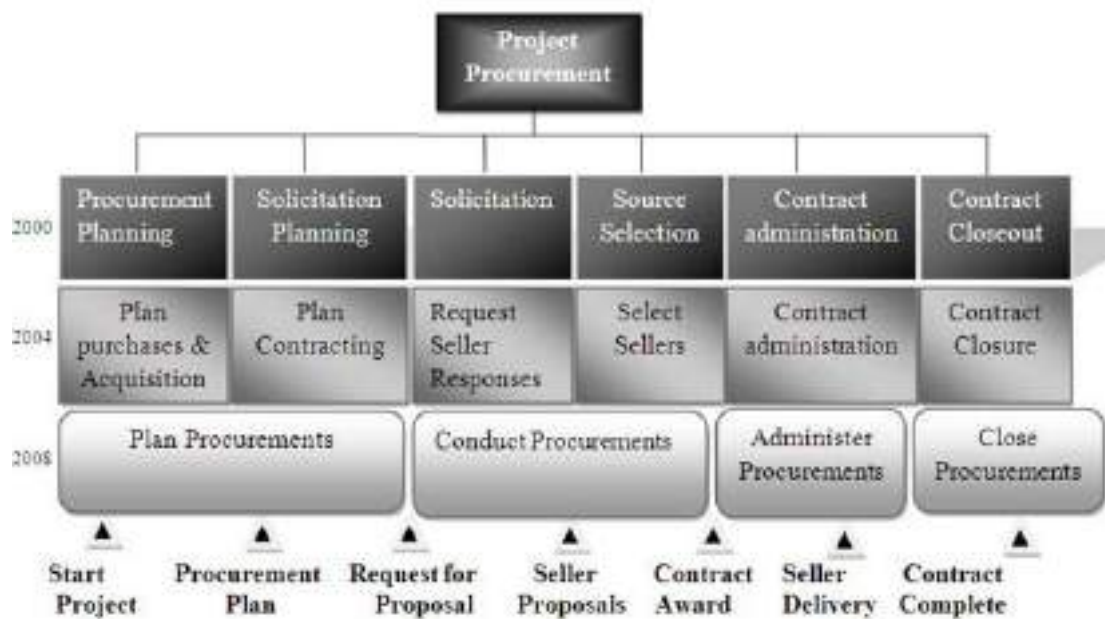 Project
Procurement
2000
Procurement
Planning
Solicitation
Planning
Solicitation
Source
Selection
Contract
administration
Contract
Closeout
2004
Plan
purchases &
Acquisition
Plan
Contracting
Request
Seller
Responses
Select
Sellers
Contract
administration
Contract
Closure
2008
Plan Procurements
Conduct Procurements
Administer
Procurements
Close
Procurements
Start
Project
Procurement
Plan
Request for
Proposal
Seller
Proposals
Contract
Award
Seller
Delivery
Contract
Complete